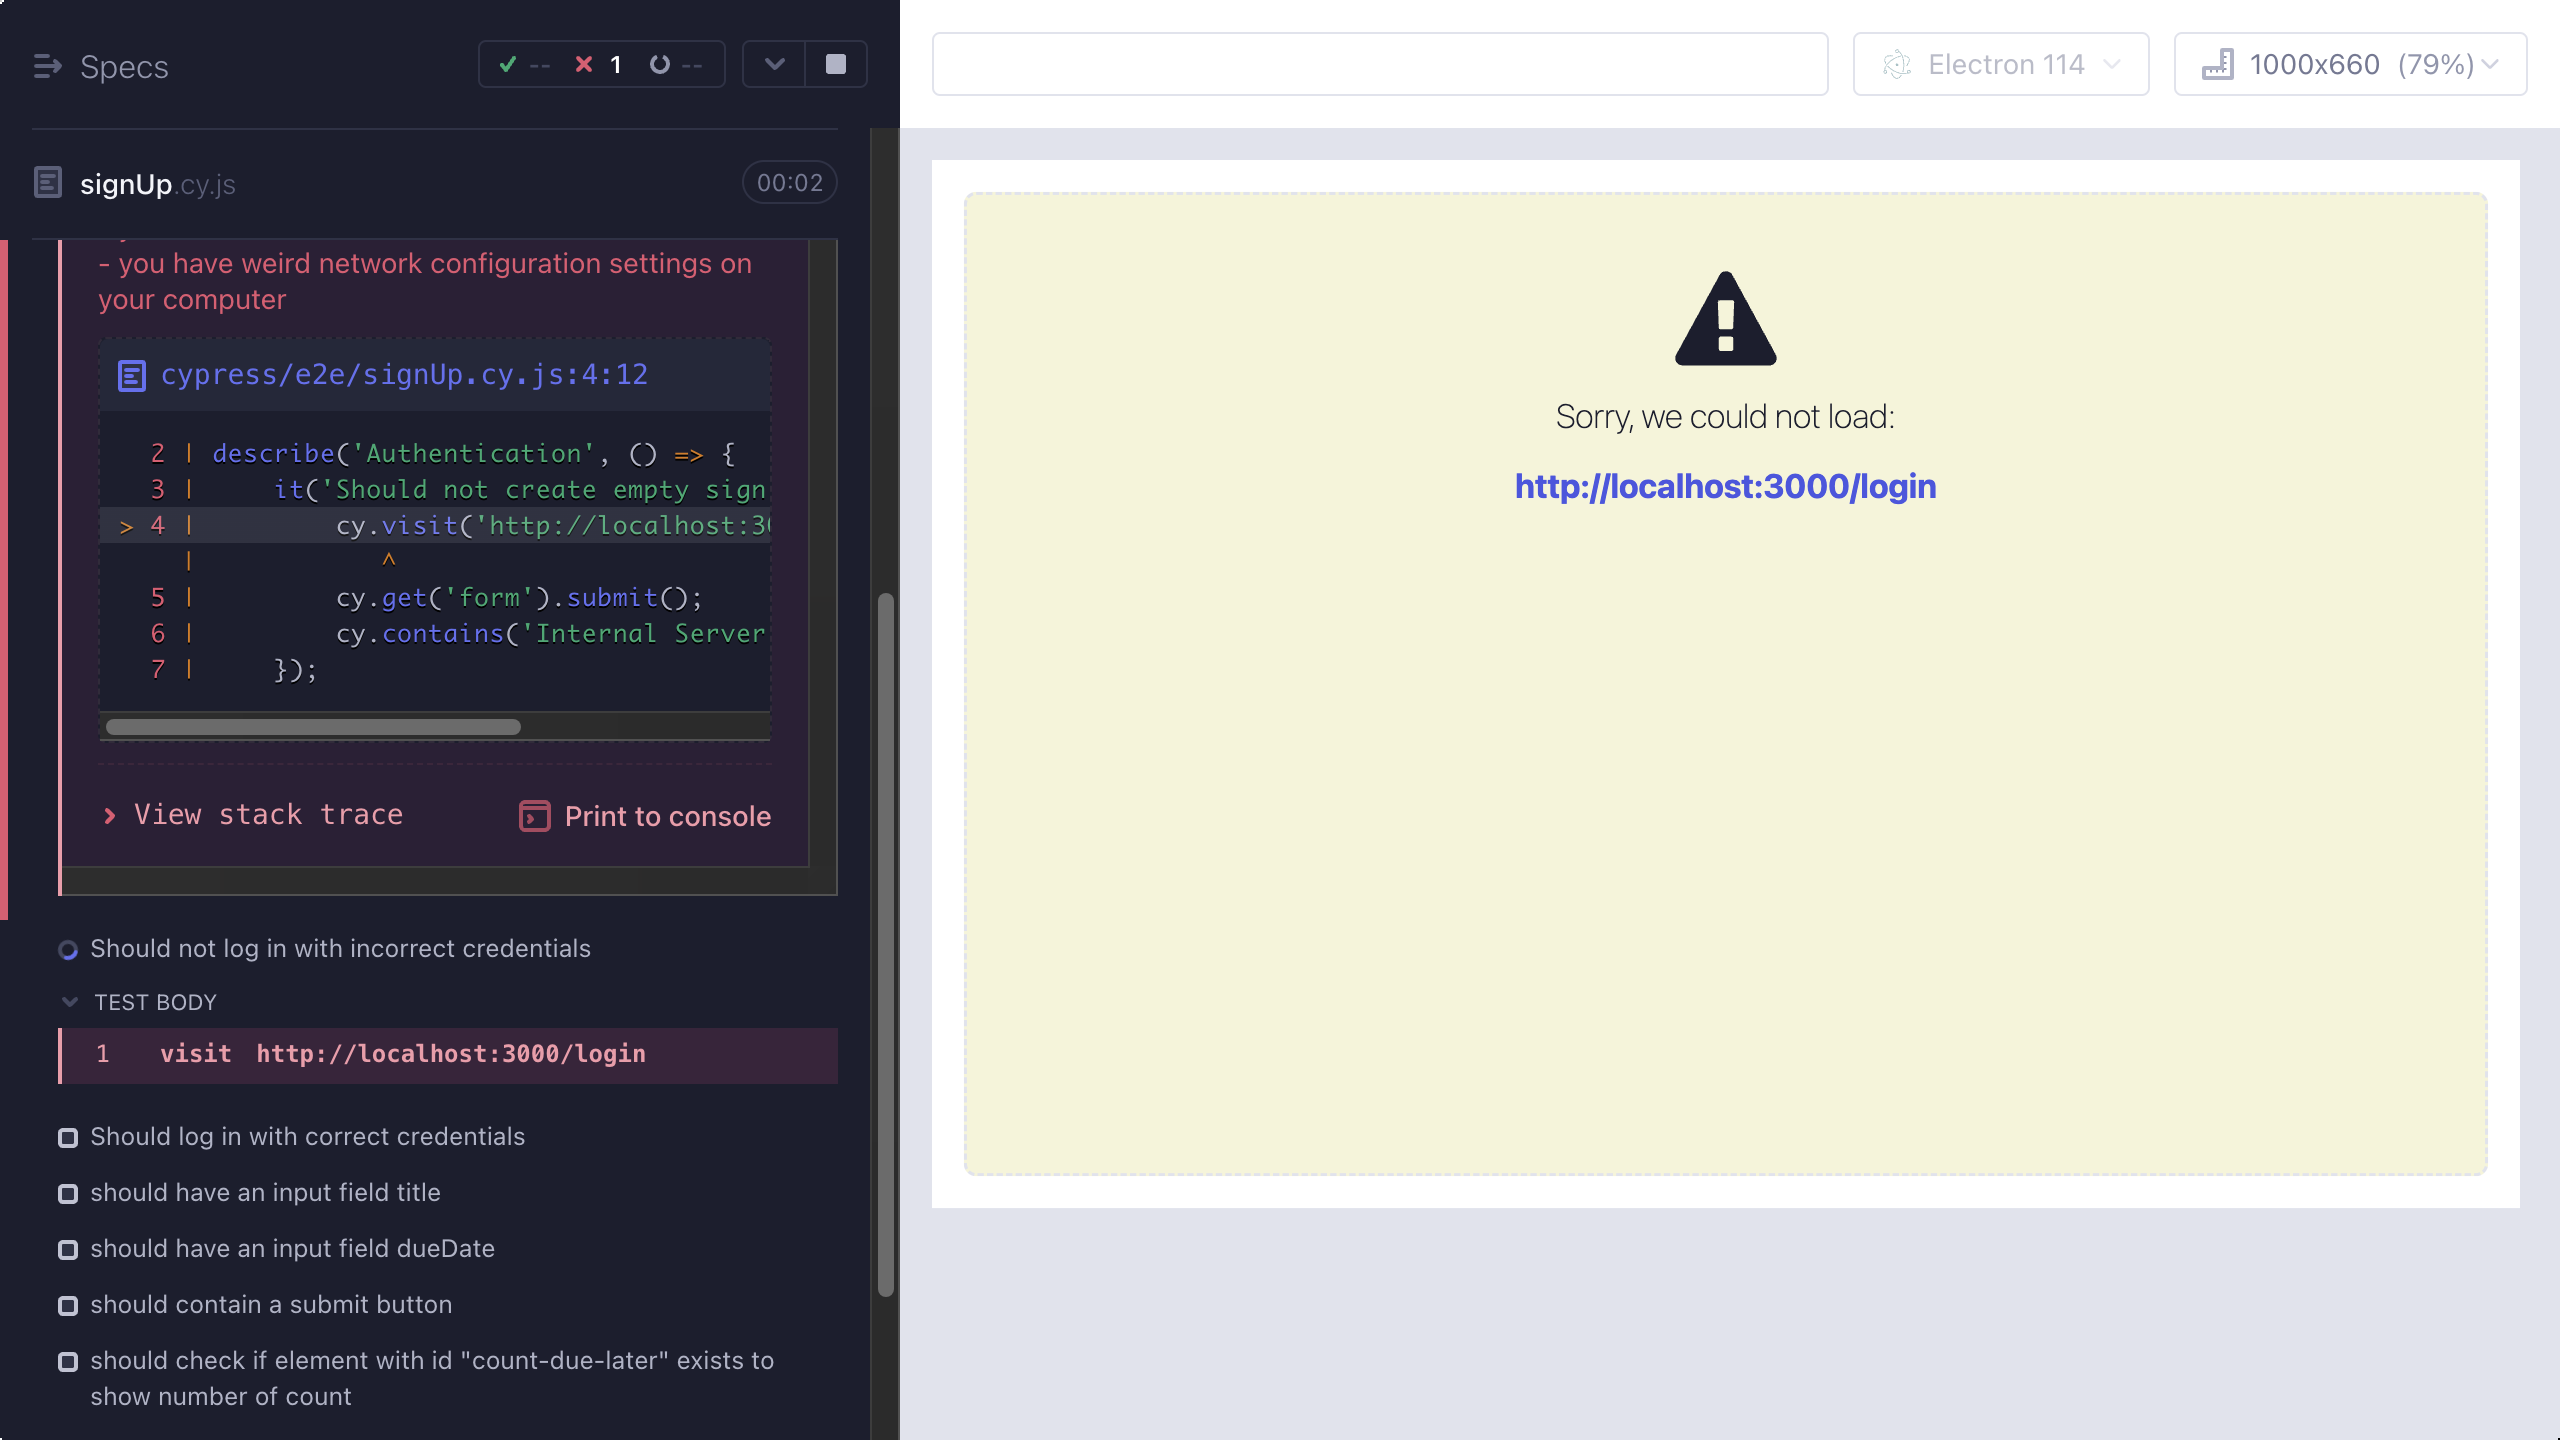 Specs
-- 1 --
signUp.cy.js
00:02
- you have weird network configuration settings on
your computer
cypress/e2e/signUp.cy.js:4:12
2 | describe('Authentication', () => {
3 |     it('Should not create empty sign
> 4 |         cy.visit('http://localhost:30
|            ^
5 |         cy.get('form').submit();
6 |         cy.contains('Internal Server
7 |     });
View stack trace
Print to console
Should not log in with incorrect credentials
TEST BODY
1 visit http://localhost:3000/login
Should log in with correct credentials
should have an input field title
should have an input field dueDate
should contain a submit button
should check if element with id "count-due-later" exists to
show number of count
Electron 114
1000x660 (79%)
Sorry, we could not load:
http://localhost:3000/login